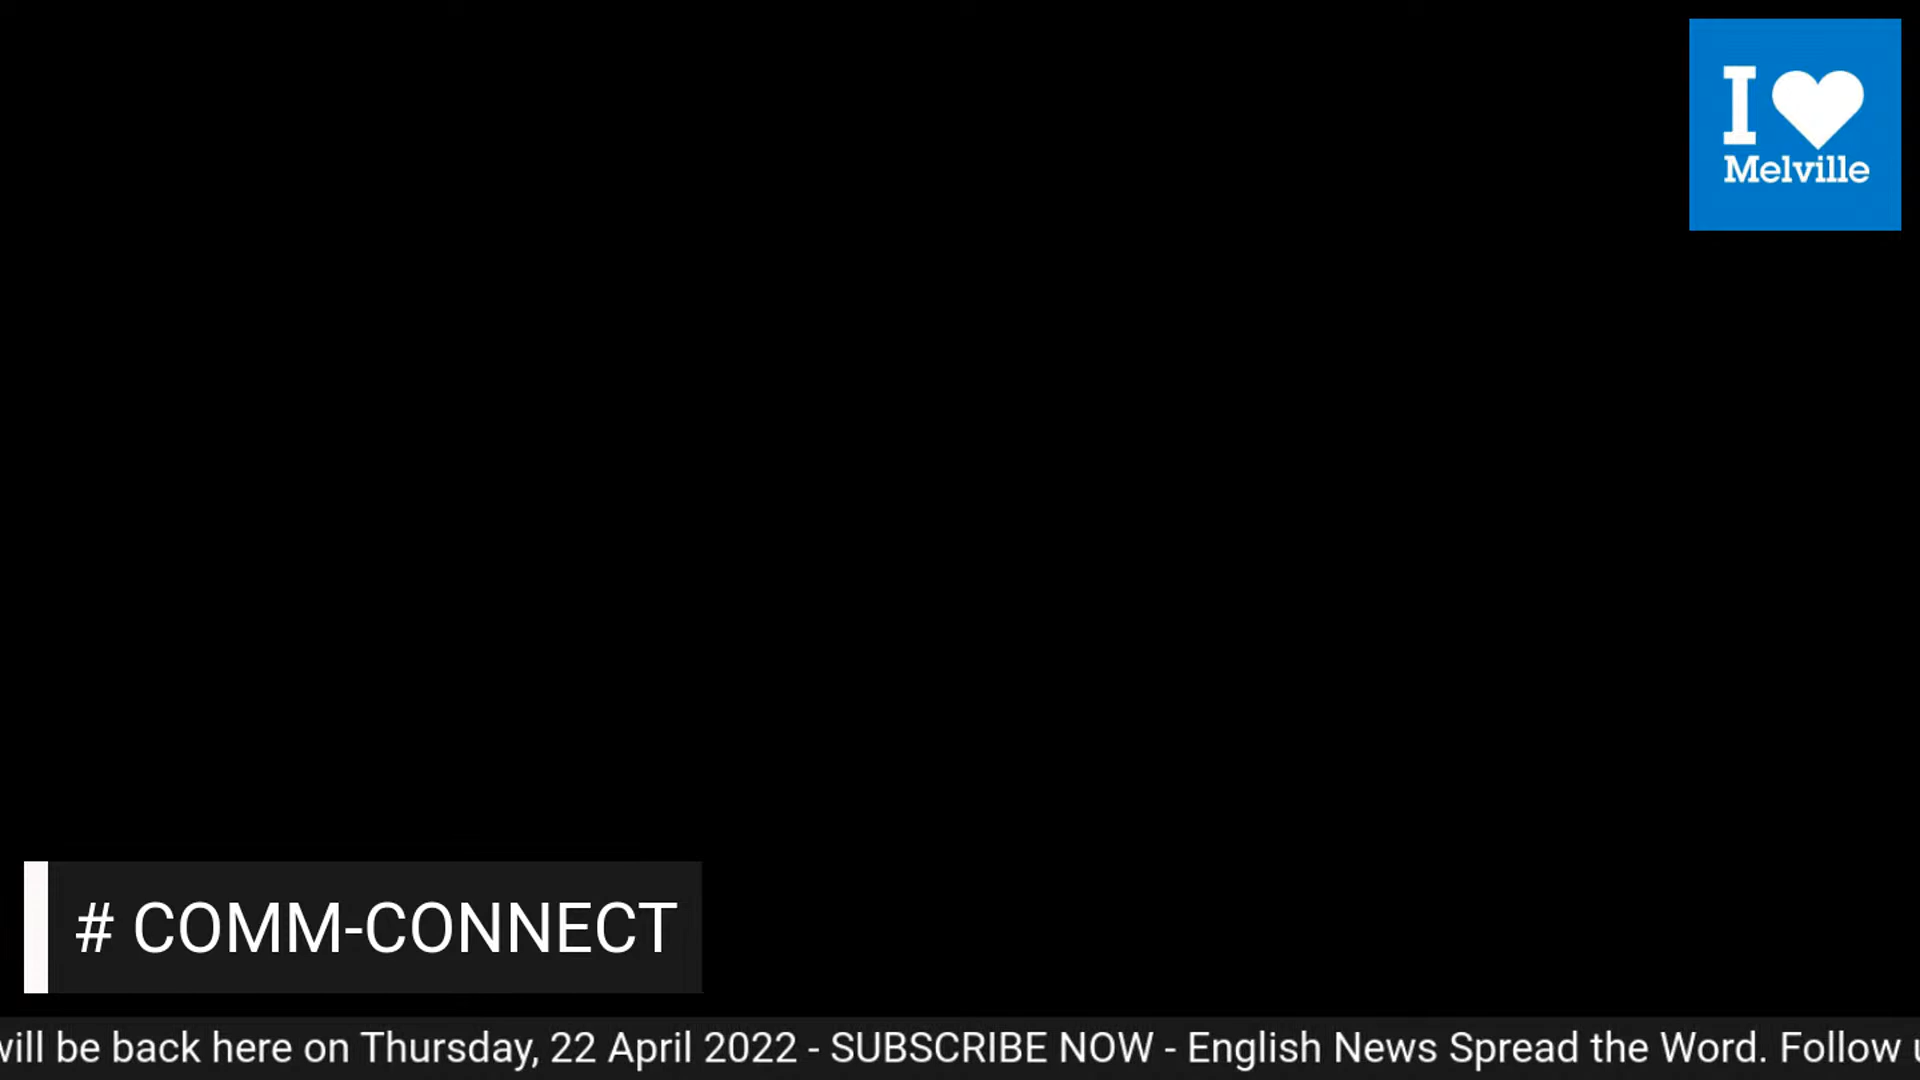 I
Melville
# COMM-CONNECT
will be back here on Thursday, 22 April 2022 - SUBSCRIBE NOW - English News Spread the Word. Follow